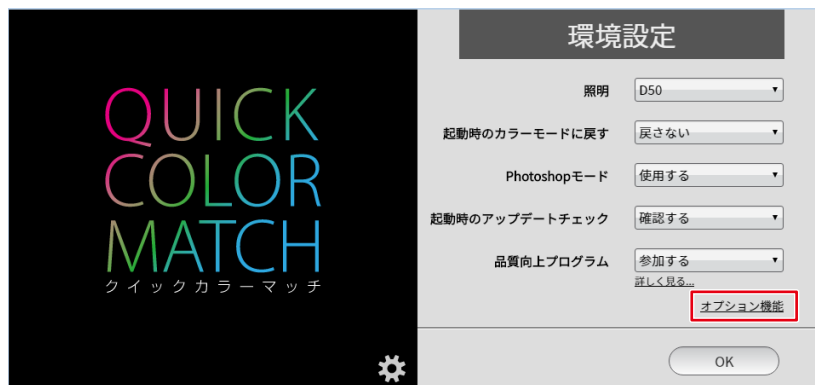 QUICK
COLOR
MATCH
クイックカラーマッチ
環境設定
照明 D50
起動時のカラーモードに戻す 戻さない
Photoshopモード 使用する
起動時のアップデートチェック 確認する
品質向上プログラム 参加する
詳しく見る...
オプション機能
OK